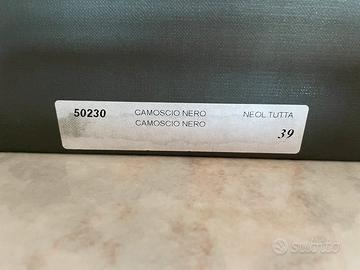 50230 CAMOSCIO NERO NEOL.TUTTA
CAMOSCIO NERO
39
subito